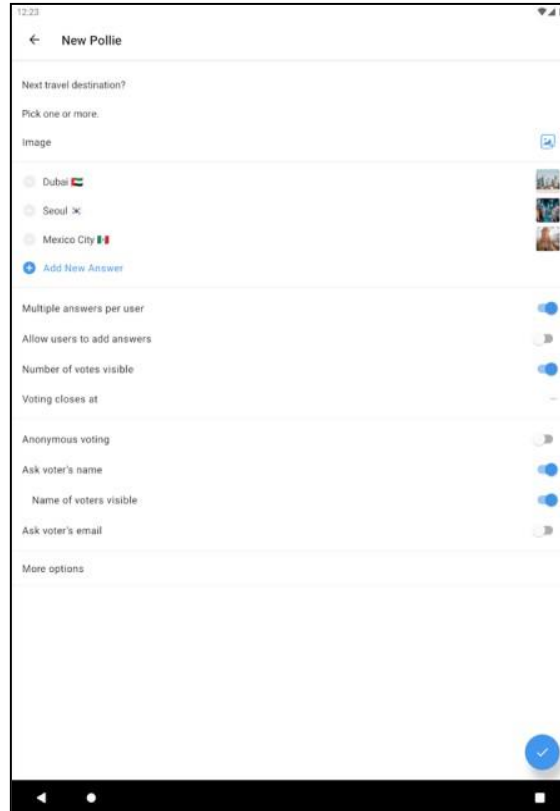 12:23
New Pollie
Next travel destination?
Pick one or more.
Image
Dubai 🇦🇪
Seoul 🇰🇷
Mexico City 🇲🇽
Add New Answer
Multiple answers per user
Allow users to add answers
Number of votes visible
Voting closes at
Anonymous voting
Ask voter's name
Name of voters visible
Ask voter's email
More options